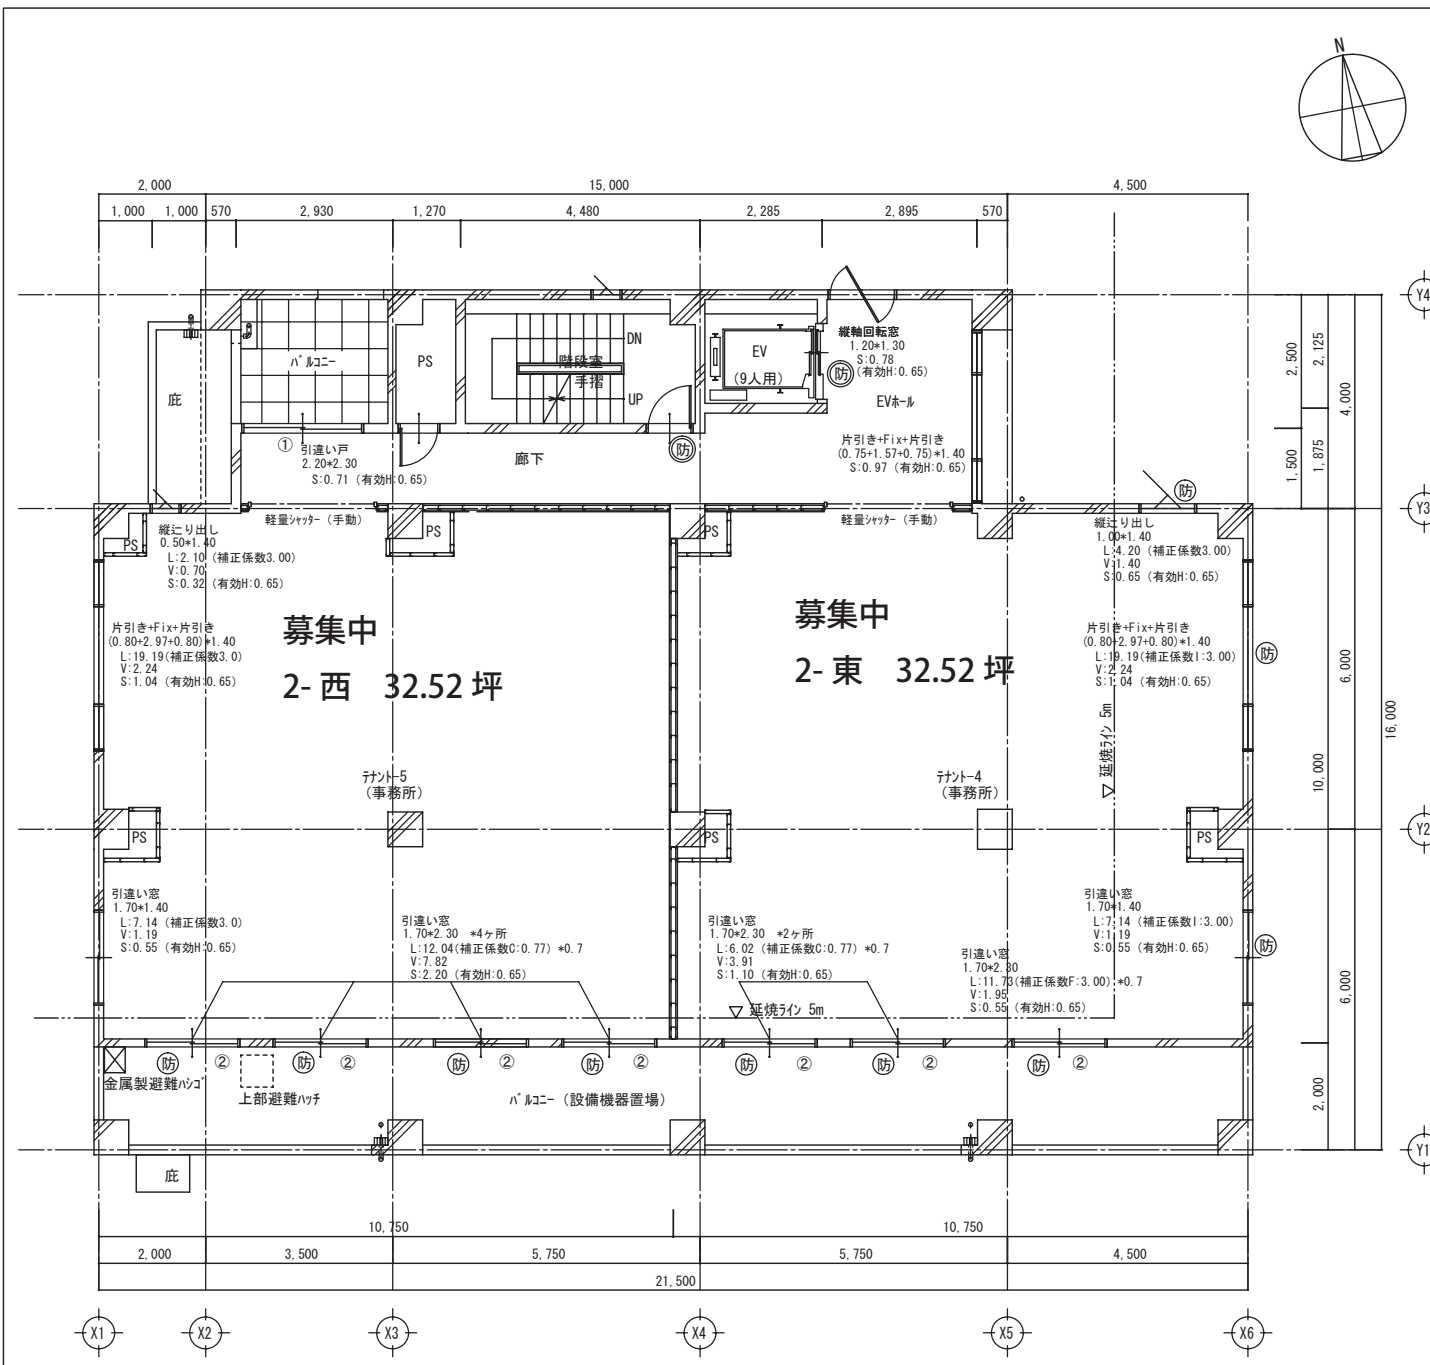 N
2,000
15,000
4,500
1,000
1,000
570
2,930
1,270
4,480
2,285
2,895
570
Y4
Y3
Y2
Y1
2,500
2,125
4,000
1,500
1,875
6,000
10,000
16,000
6,000
2,000
庇
バルコニー
PS
階段室
手摺
DN
UP
EV
(9人用)
縦軸回転窓
1.20*1.30
S:0.78
(有効H:0.65)
防
EVホール
①
引違い戸
2.20*2.30
S:0.71 (有効H:0.65)
廊下
防
片引き+Fix+片引き
(0.75+1.57+0.75)*1.40
S:0.97 (有効H:0.65)
防
軽量シャッター (手動)
軽量シャッター (手動)
PS
縦辷り出し
0.50*1.40
L:2.10 (補正係数3.00)
V:0.70
S:0.32 (有効H:0.65)
PS
PS
縦辷り出し
1.00*1.40
L:4.20 (補正係数3.00)
V:1.40
S:0.65 (有効H:0.65)
片引き+Fix+片引き
(0.80+2.97+0.80)*1.40
L:19.19(補正係数3.0)
V:2.24
S:1.04 (有効H:0.65)
募集中
2- 西 32.52 坪
募集中
2- 東 32.52 坪
片引き+Fix+片引き
(0.80+2.97+0.80)*1.40
L:19.19(補正係数I:3.00)
V:2.24
S:1.04 (有効H:0.65)
防
▽ 延焼ライン 5m
テナント-5
(事務所)
テナント-4
(事務所)
PS
PS
PS
引違い窓
1.70*1.40
L:7.14 (補正係数3.0)
V:1.19
S:0.55 (有効H:0.65)
引違い窓
1.70*2.30 *4ヶ所
L:12.04(補正係数C:0.77) *0.7
V:7.82
S:2.20 (有効H:0.65)
引違い窓
1.70*2.30 *2ヶ所
L:6.02 (補正係数C:0.77) *0.7
V:3.91
S:1.10 (有効H:0.65)
引違い窓
1.70*2.30
L:11.73(補正係数F:3.00) *0.7
V:1.95
S:0.55 (有効H:0.65)
引違い窓
1.70*1.40
L:7.14 (補正係数I:3.00)
V:1.19
S:0.55 (有効H:0.65)
防
▽ 延焼ライン 5m
防 ② 防 ② 防 ② 防 ② 防 ② 防 ② 防 ②
金属製避難ハシゴ
上部避難ハッチ
バルコニー (設備機器置場)
庇
10,750
10,750
2,000
3,500
5,750
5,750
4,500
21,500
X1
X2
X3
X4
X5
X6